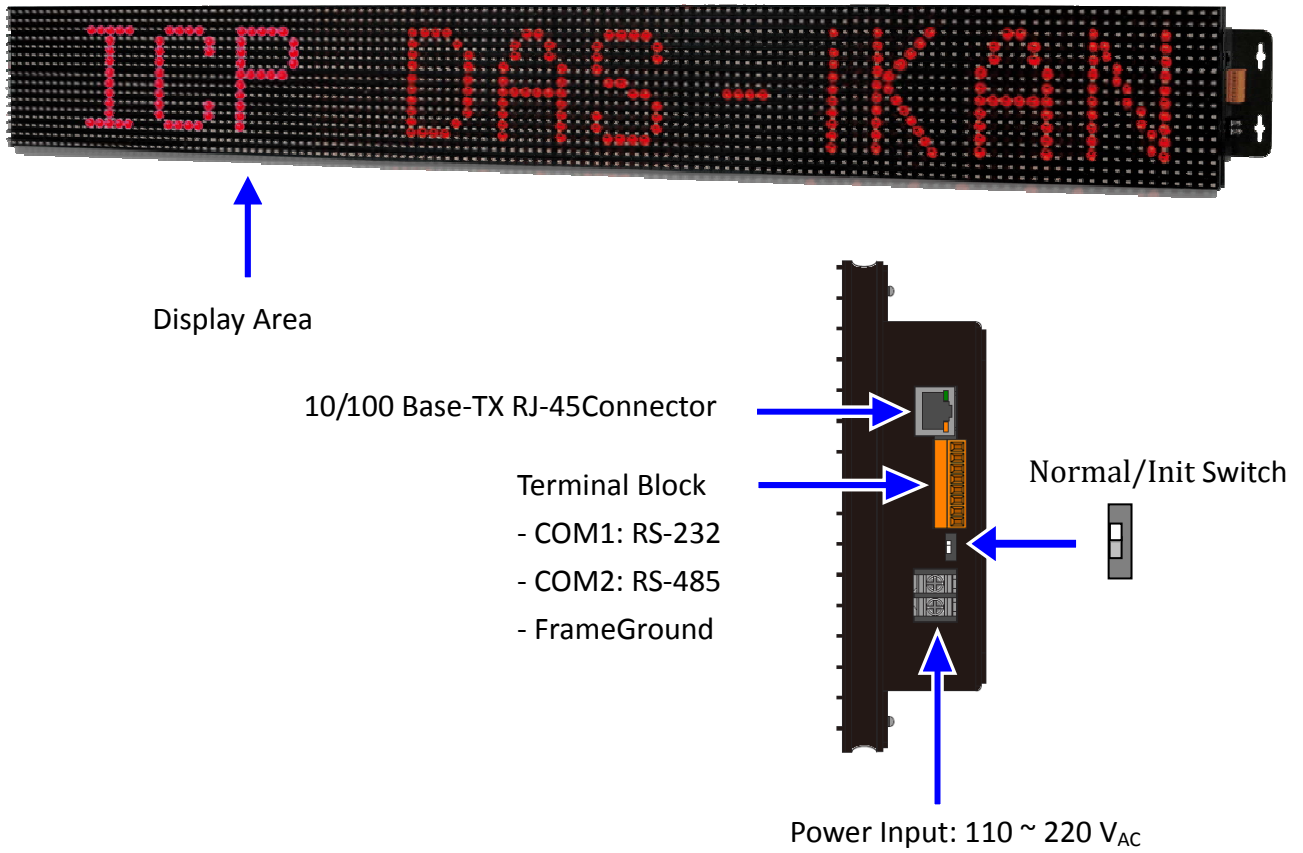 ICP DAS - IKAN
Display Area
10/100 Base-TX RJ-45Connector
Terminal Block
- COM1: RS-232
- COM2: RS-485
- FrameGround
Normal/Init Switch
Power Input: 110 ~ 220 VAC